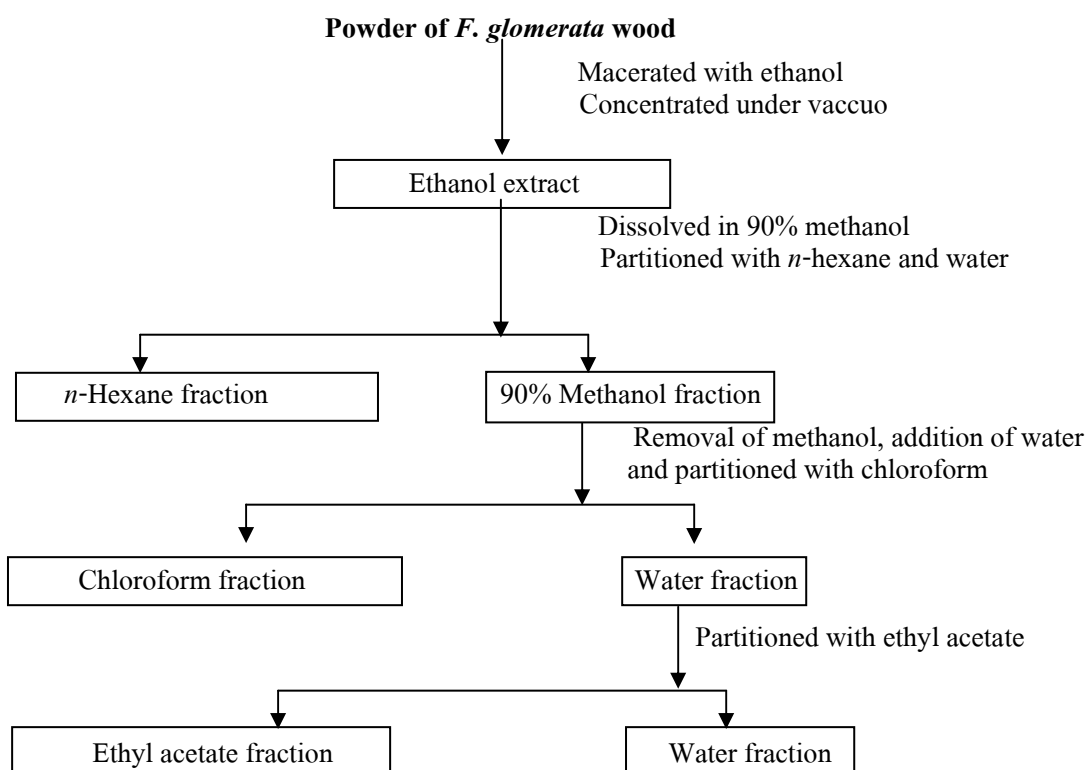 Powder of F. glomerata wood
Macerated with ethanol
Concentrated under vaccuo
Ethanol extract
Dissolved in 90% methanol
Partitioned with n-hexane and water
n-Hexane fraction
90% Methanol fraction
Removal of methanol, addition of water
and partitioned with chloroform
Chloroform fraction
Water fraction
Partitioned with ethyl acetate
Ethyl acetate fraction
Water fraction